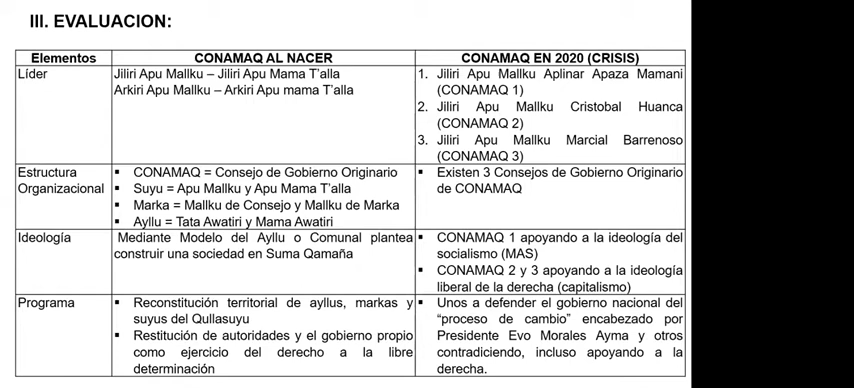 III. EVALUACION:
Elementos
CONAMAQ AL NACER
CONAMAQ EN 2020 (CRISIS)
Líder
Jiliri Apu Mallku – Jiliri Apu Mama T’alla
Arkiri Apu Mallku – Arkiri Apu mama T’alla
1. Jiliri Apu Mallku Aplinar Apaza Mamani
(CONAMAQ 1)
2. Jiliri Apu Mallku Cristobal Huanca
(CONAMAQ 2)
3. Jiliri Apu Mallku Marcial Barrenoso
(CONAMAQ 3)
Estructura
Organizacional
▪ CONAMAQ = Consejo de Gobierno Originario
▪ Suyu = Apu Mallku y Apu Mama T’alla
▪ Marka = Mallku de Consejo y Mallku de Marka
▪ Ayllu = Tata Awatiri y Mama Awatiri
▪ Existen 3 Consejos de Gobierno Originario
de CONAMAQ
Ideología
Mediante Modelo del Ayllu o Comunal plantea
construir una sociedad en Suma Qamaña
▪ CONAMAQ 1 apoyando a la ideología del
socialismo (MAS)
▪ CONAMAQ 2 y 3 apoyando a la ideología
liberal de la derecha (capitalismo)
Programa
▪ Reconstitución territorial de ayllus, markas y
suyus del Qullasuyu
▪ Restitución de autoridades y el gobierno propio
como ejercicio del derecho a la libre
determinación
▪ Unos a defender el gobierno nacional del
“proceso de cambio” encabezado por
Presidente Evo Morales Ayma y otros
contradiciendo, incluso apoyando a la
derecha.